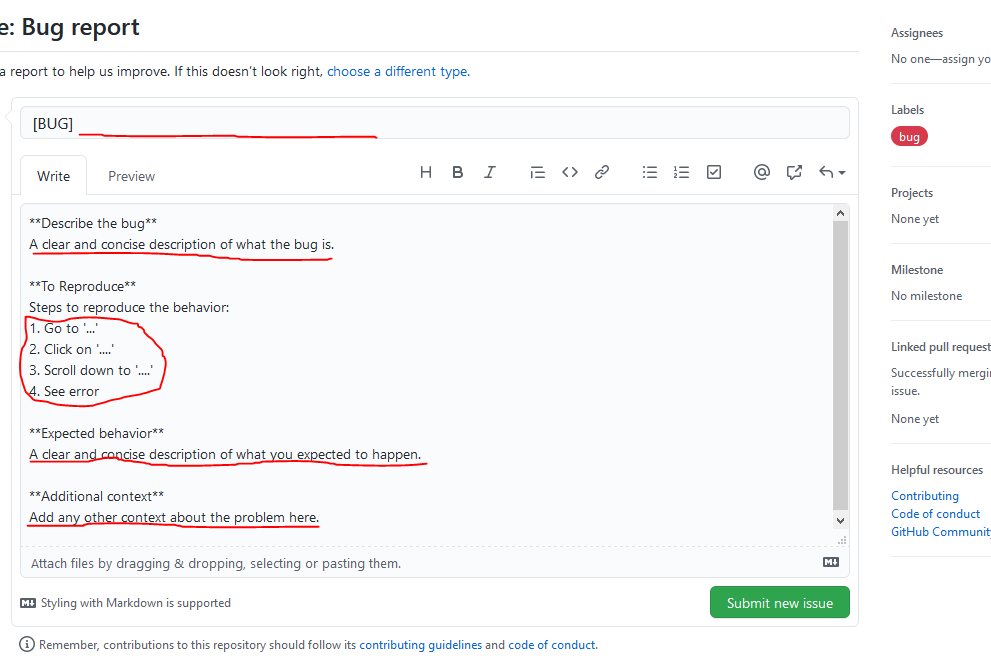 e: Bug report
a report to help us improve. If this doesn't look right, choose a different type.
[BUG]
Write
Preview
**Describe the bug**
A clear and concise description of what the bug is.
**To Reproduce**
Steps to reproduce the behavior:
1. Go to '...'
2. Click on '....'
3. Scroll down to '....'
4. See error
**Expected behavior**
A clear and concise description of what you expected to happen.
**Additional context**
Add any other context about the problem here.
Attach files by dragging & dropping, selecting or pasting them.
Styling with Markdown is supported
Submit new issue
Remember, contributions to this repository should follow its contributing guidelines and code of conduct.
Assignees
No one—assign yo
Labels
bug
Projects
None yet
Milestone
No milestone
Linked pull request
Successfully mergin
issue.
None yet
Helpful resources
Contributing
Code of conduct
GitHub Community